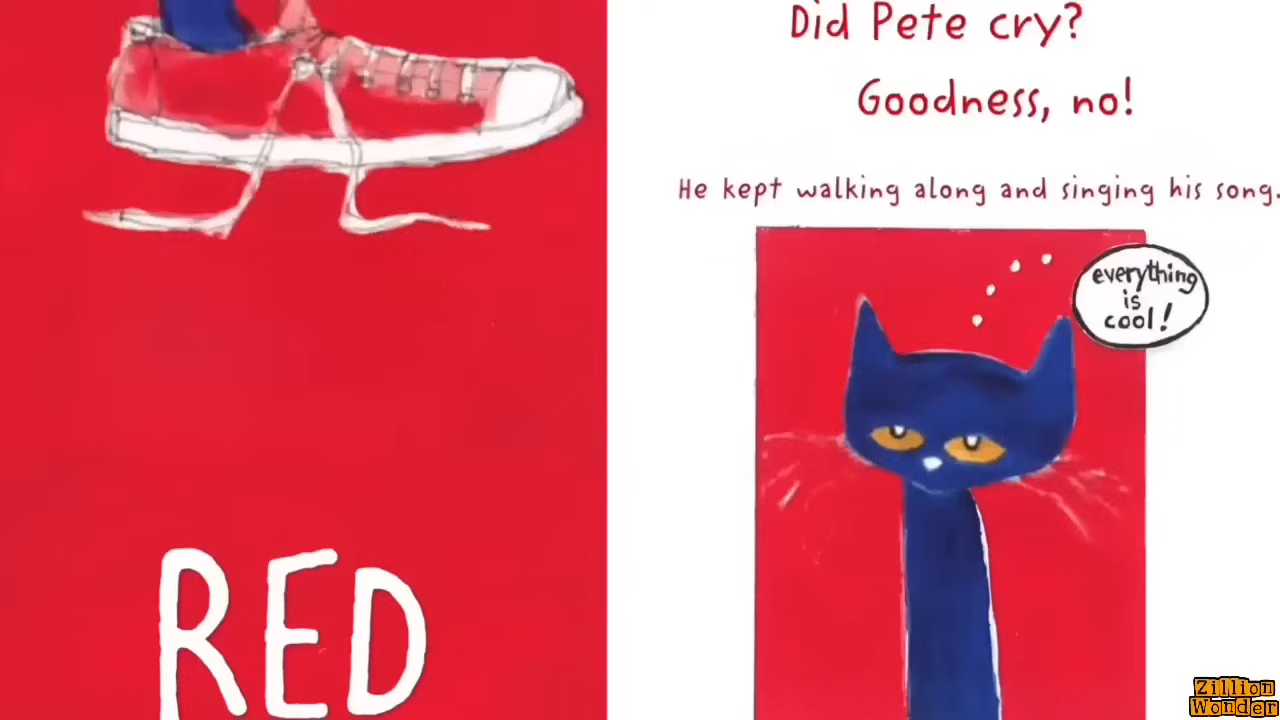 RED
Did Pete cry?
Goodness, no!
He kept walking along and singing his song.
everything
is
cool!
Zillion
Wonder